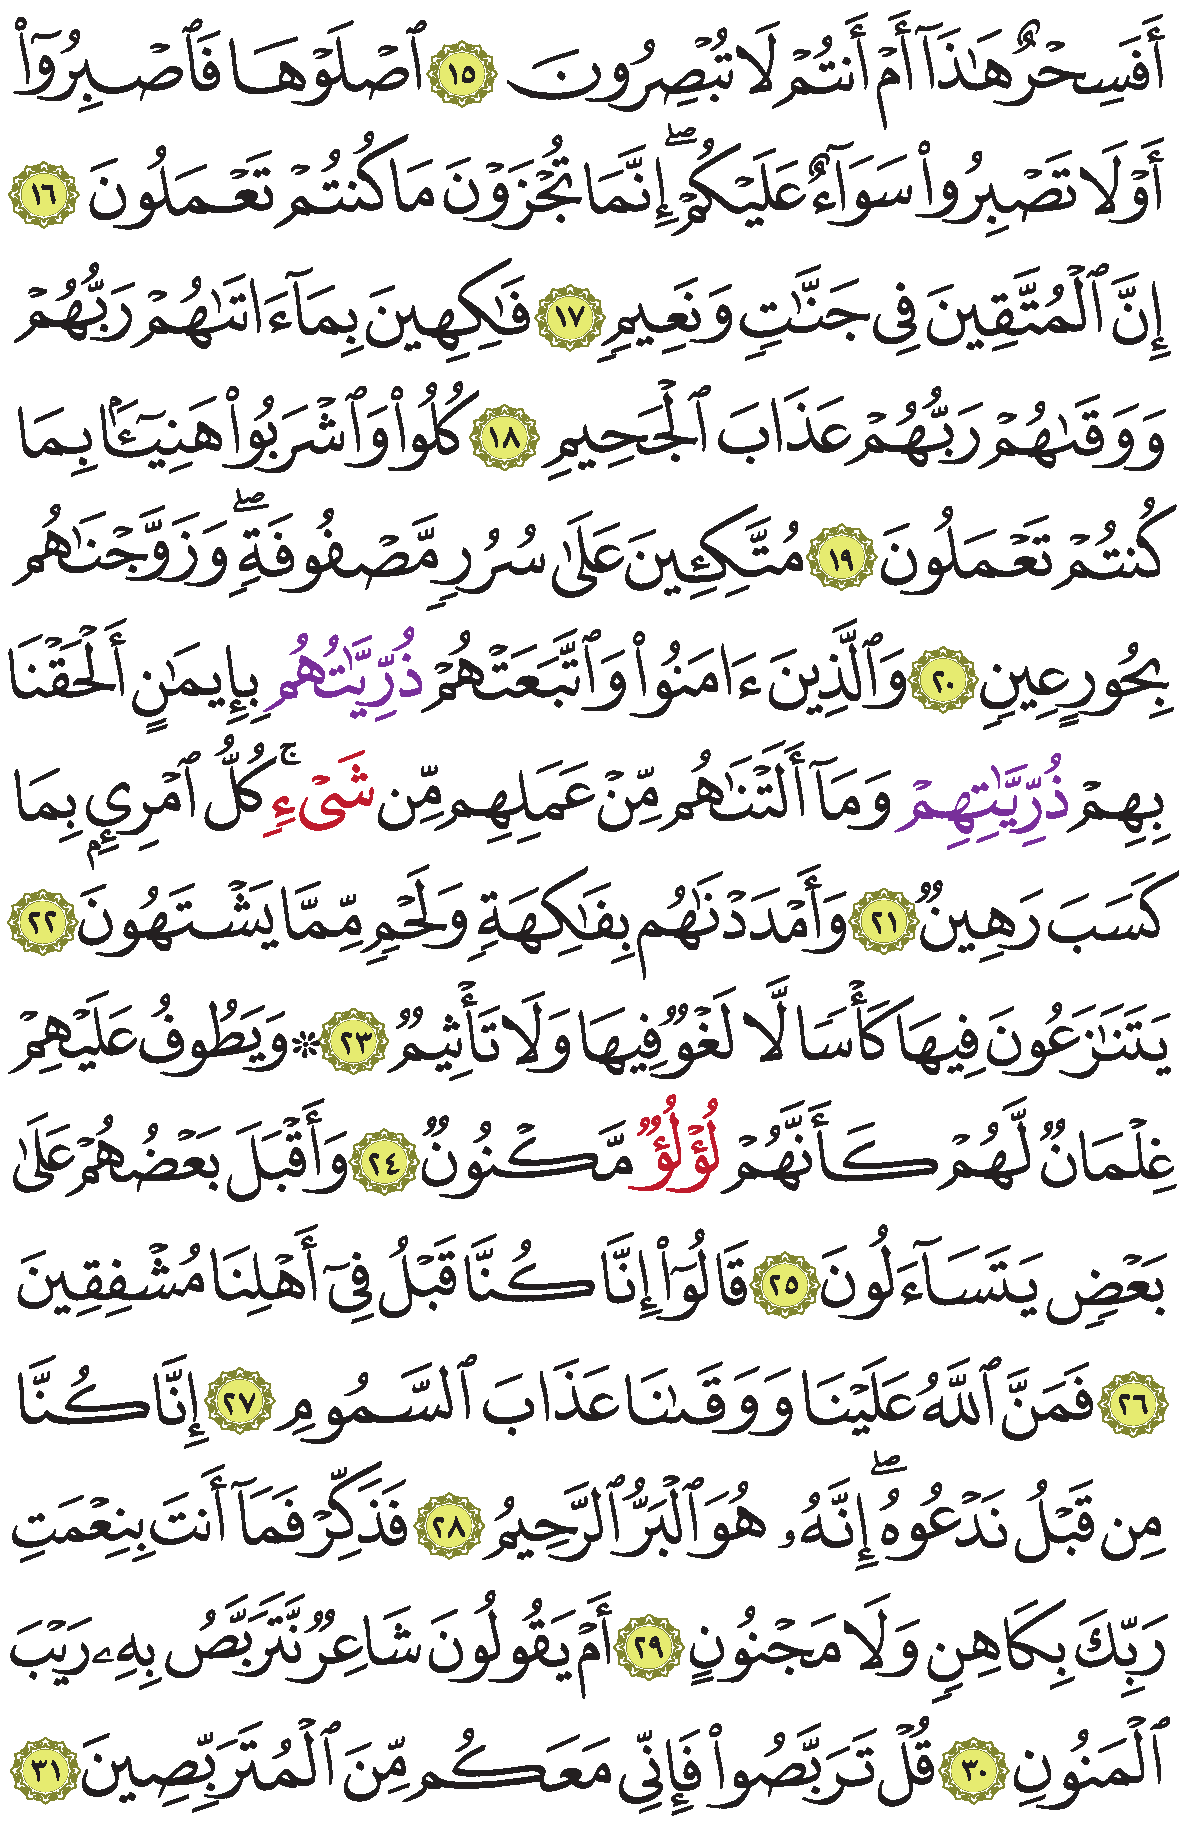 أَفَسِحْرٌ هَٰذَآ أَمْ أَنتُمْ لَا تُبْصِرُونَ ١٥ ٱصْلَوْهَا فَٱصْبِرُوٓا۟
أَوْ لَا تَصْبِرُوا۟ سَوَآءٌ عَلَيْكُمْ ۖ إِنَّمَا تُجْزَوْنَ مَا كُنتُمْ تَعْمَلُونَ ١٦
إِنَّ ٱلْمُتَّقِينَ فِى جَنَّٰتٍ وَنَعِيمٍ ١٧ فَٰكِهِينَ بِمَآ ءَاتَىٰهُمْ رَبُّهُمْ
وَوَقَىٰهُمْ رَبُّهُمْ عَذَابَ ٱلْجَحِيمِ ١٨ كُلُوا۟ وَٱشْرَبُوا۟ هَنِيٓـًٔۢا بِمَا
كُنتُمْ تَعْمَلُونَ ١٩ مُتَّكِـِٔينَ عَلَىٰ سُرُرٍ مَّصْفُوفَةٍ ۖ وَزَوَّجْنَٰهُم
بِحُورٍ عِينٍ ٢٠ وَٱلَّذِينَ ءَامَنُوا۟ وَٱتَّبَعَتْهُمْ ذُرِّيَّٰتُهُم بِإِيمَٰنٍ أَلْحَقْنَا
بِهِمْ ذُرِّيَّٰتِهِمْ وَمَآ أَلَتْنَٰهُم مِّنْ عَمَلِهِم مِّن شَىْءٍ ۚ كُلُّ ٱمْرِئٍۭ بِمَا
كَسَبَ رَهِينٌ ٢١ وَأَمْدَدْنَٰهُم بِفَٰكِهَةٍ وَلَحْمٍ مِّمَّا يَشْتَهُونَ ٢٢
يَتَنَٰزَعُونَ فِيهَا كَأْسًا لَّا لَغْوٌ فِيهَا وَلَا تَأْثِيمٌ ٢٣ ۞ وَيَطُوفُ عَلَيْهِمْ
غِلْمَانٌ لَّهُمْ كَأَنَّهُمْ لُؤْلُؤٌ مَّكْنُونٌ ٢٤ وَأَقْبَلَ بَعْضُهُمْ عَلَىٰ
بَعْضٍ يَتَسَآءَلُونَ ٢٥ قَالُوٓا۟ إِنَّا كُنَّا قَبْلُ فِىٓ أَهْلِنَا مُشْفِقِينَ
٢٦ فَمَنَّ ٱللَّهُ عَلَيْنَا وَوَقَىٰنَا عَذَابَ ٱلسَّمُومِ ٢٧ إِنَّا كُنَّا
مِن قَبْلُ نَدْعُوهُ ۖ إِنَّهُۥ هُوَ ٱلْبَرُّ ٱلرَّحِيمُ ٢٨ فَذَكِّرْ فَمَآ أَنتَ بِنِعْمَتِ
رَبِّكَ بِكَاهِنٍ وَلَا مَجْنُونٍ ٢٩ أَمْ يَقُولُونَ شَاعِرٌ نَّتَرَبَّصُ بِهِۦ رَيْبَ
ٱلْمَنُونِ ٣٠ قُلْ تَرَبَّصُوا۟ فَإِنِّى مَعَكُم مِّنَ ٱلْمُتَرَبِّصِينَ ٣١